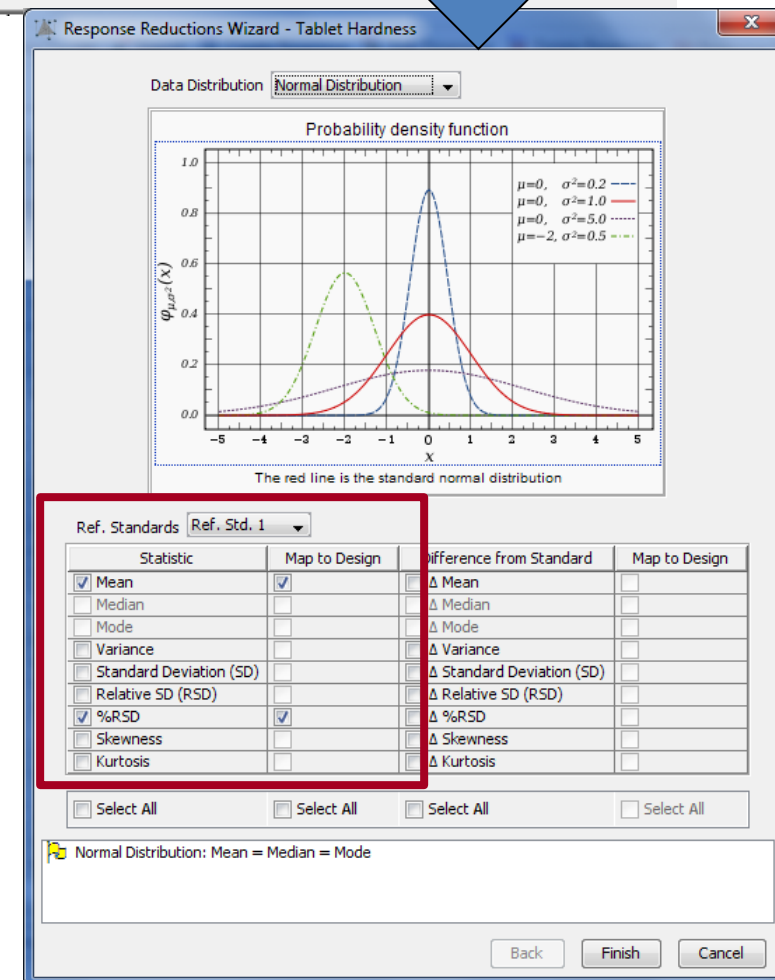 Response Reductions Wizard - Tablet Hardness
x
Data Distribution Normal Distribution
Probability density function
1.0
0.8
0.6
0.4
0.2
0.0
φμ,σ²(x)
μ=0, σ²=0.2
μ=0, σ²=1.0
μ=0, σ²=5.0
μ=−2, σ²=0.5
-5 -4 -3 -2 -1 0 1 2 3 4 5
x
The red line is the standard normal distribution
Ref. Standards Ref. Std. 1
Statistic Map to Design Difference from Standard Map to Design
Mean Δ Mean
Median Δ Median
Mode Δ Mode
Variance Δ Variance
Standard Deviation (SD) Δ Standard Deviation (SD)
Relative SD (RSD) Δ Relative SD (RSD)
%RSD Δ %RSD
Skewness Δ Skewness
Kurtosis Δ Kurtosis
Select All Select All Select All Select All
Normal Distribution: Mean = Median = Mode
Back Finish Cancel